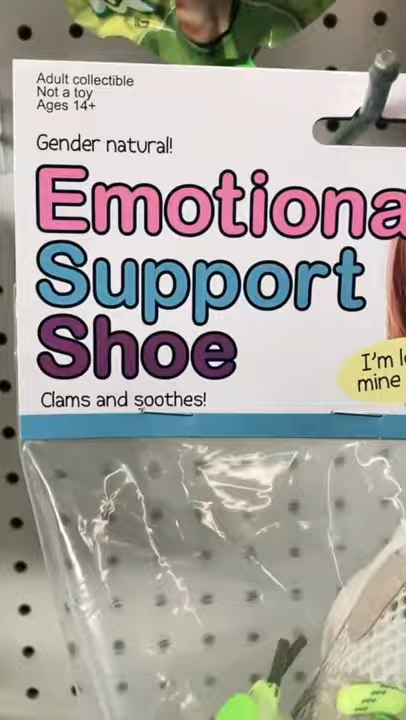 Adult collectible
Not a toy
Ages 14+
Gender natural!
Emotiona
Support
Shoe
Clams and soothes!
I'm l
mine